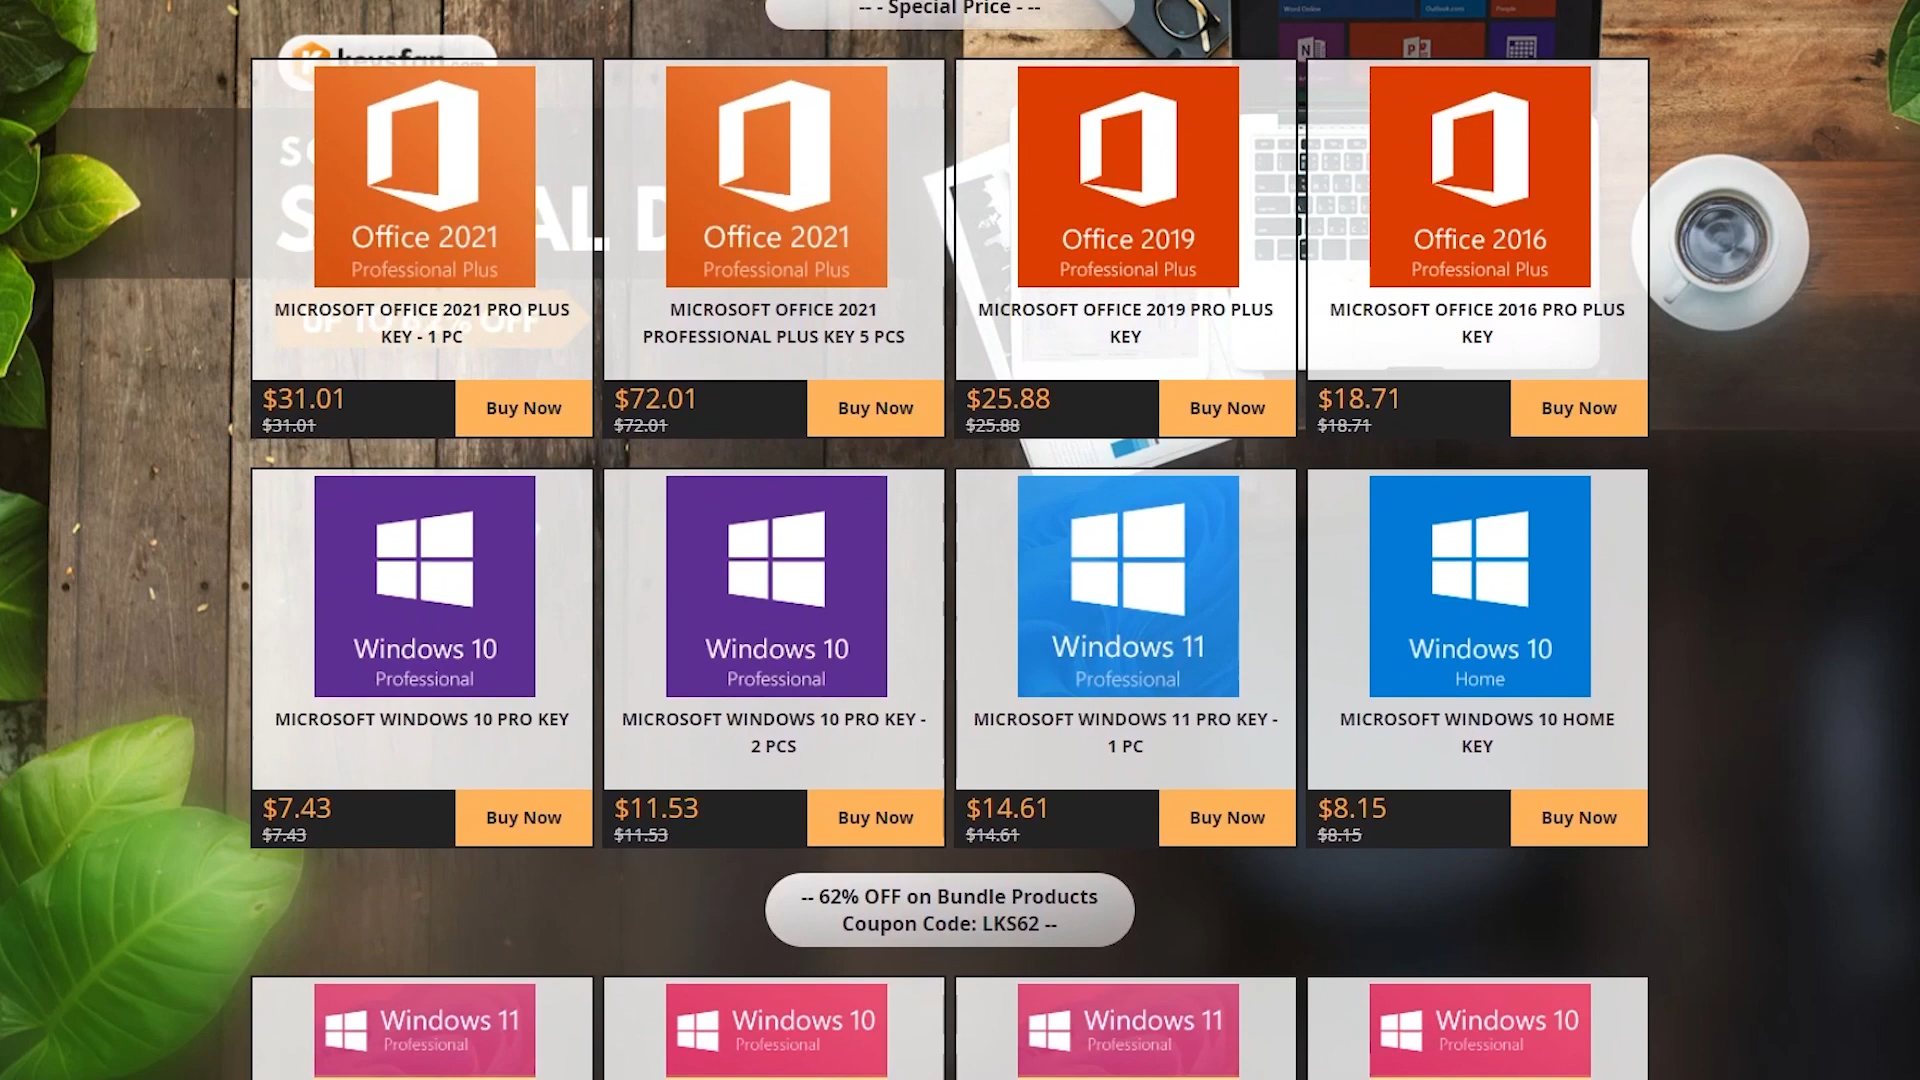 -- - Special Price - --
Word Online
Outlook.com
People
keysfan.com
Office 2021
Professional Plus
MICROSOFT OFFICE 2021 PRO PLUS
KEY - 1 PC
$31.01
$31.01
Buy Now
Office 2021
Professional Plus
MICROSOFT OFFICE 2021
PROFESSIONAL PLUS KEY 5 PCS
$72.01
$72.01
Buy Now
Office 2019
Professional Plus
MICROSOFT OFFICE 2019 PRO PLUS
KEY
$25.88
$25.88
Buy Now
Office 2016
Professional Plus
MICROSOFT OFFICE 2016 PRO PLUS
KEY
$18.71
$18.71
Buy Now
Windows 10
Professional
MICROSOFT WINDOWS 10 PRO KEY
$7.43
$7.43
Buy Now
Windows 10
Professional
MICROSOFT WINDOWS 10 PRO KEY -
2 PCS
$11.53
$11.53
Buy Now
Windows 11
Professional
MICROSOFT WINDOWS 11 PRO KEY -
1 PC
$14.61
$14.61
Buy Now
Windows 10
Home
MICROSOFT WINDOWS 10 HOME
KEY
$8.15
$8.15
Buy Now
-- 62% OFF on Bundle Products
Coupon Code: LKS62 --
Windows 11
Professional
Windows 10
Professional
Windows 11
Professional
Windows 10
Professional